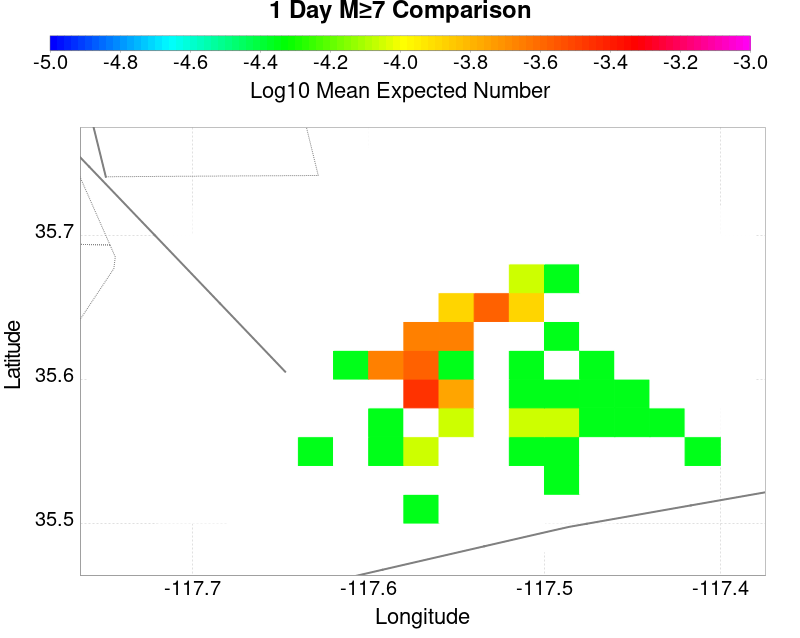 1 Day M≥7 Comparison
-5.0 -4.8 -4.6 -4.4 -4.2 -4.0 -3.8 -3.6 -3.4 -3.2 -3.0
Log10 Mean Expected Number
35.7
35.6
35.5
Latitude
-117.7 -117.6 -117.5 -117.4
Longitude